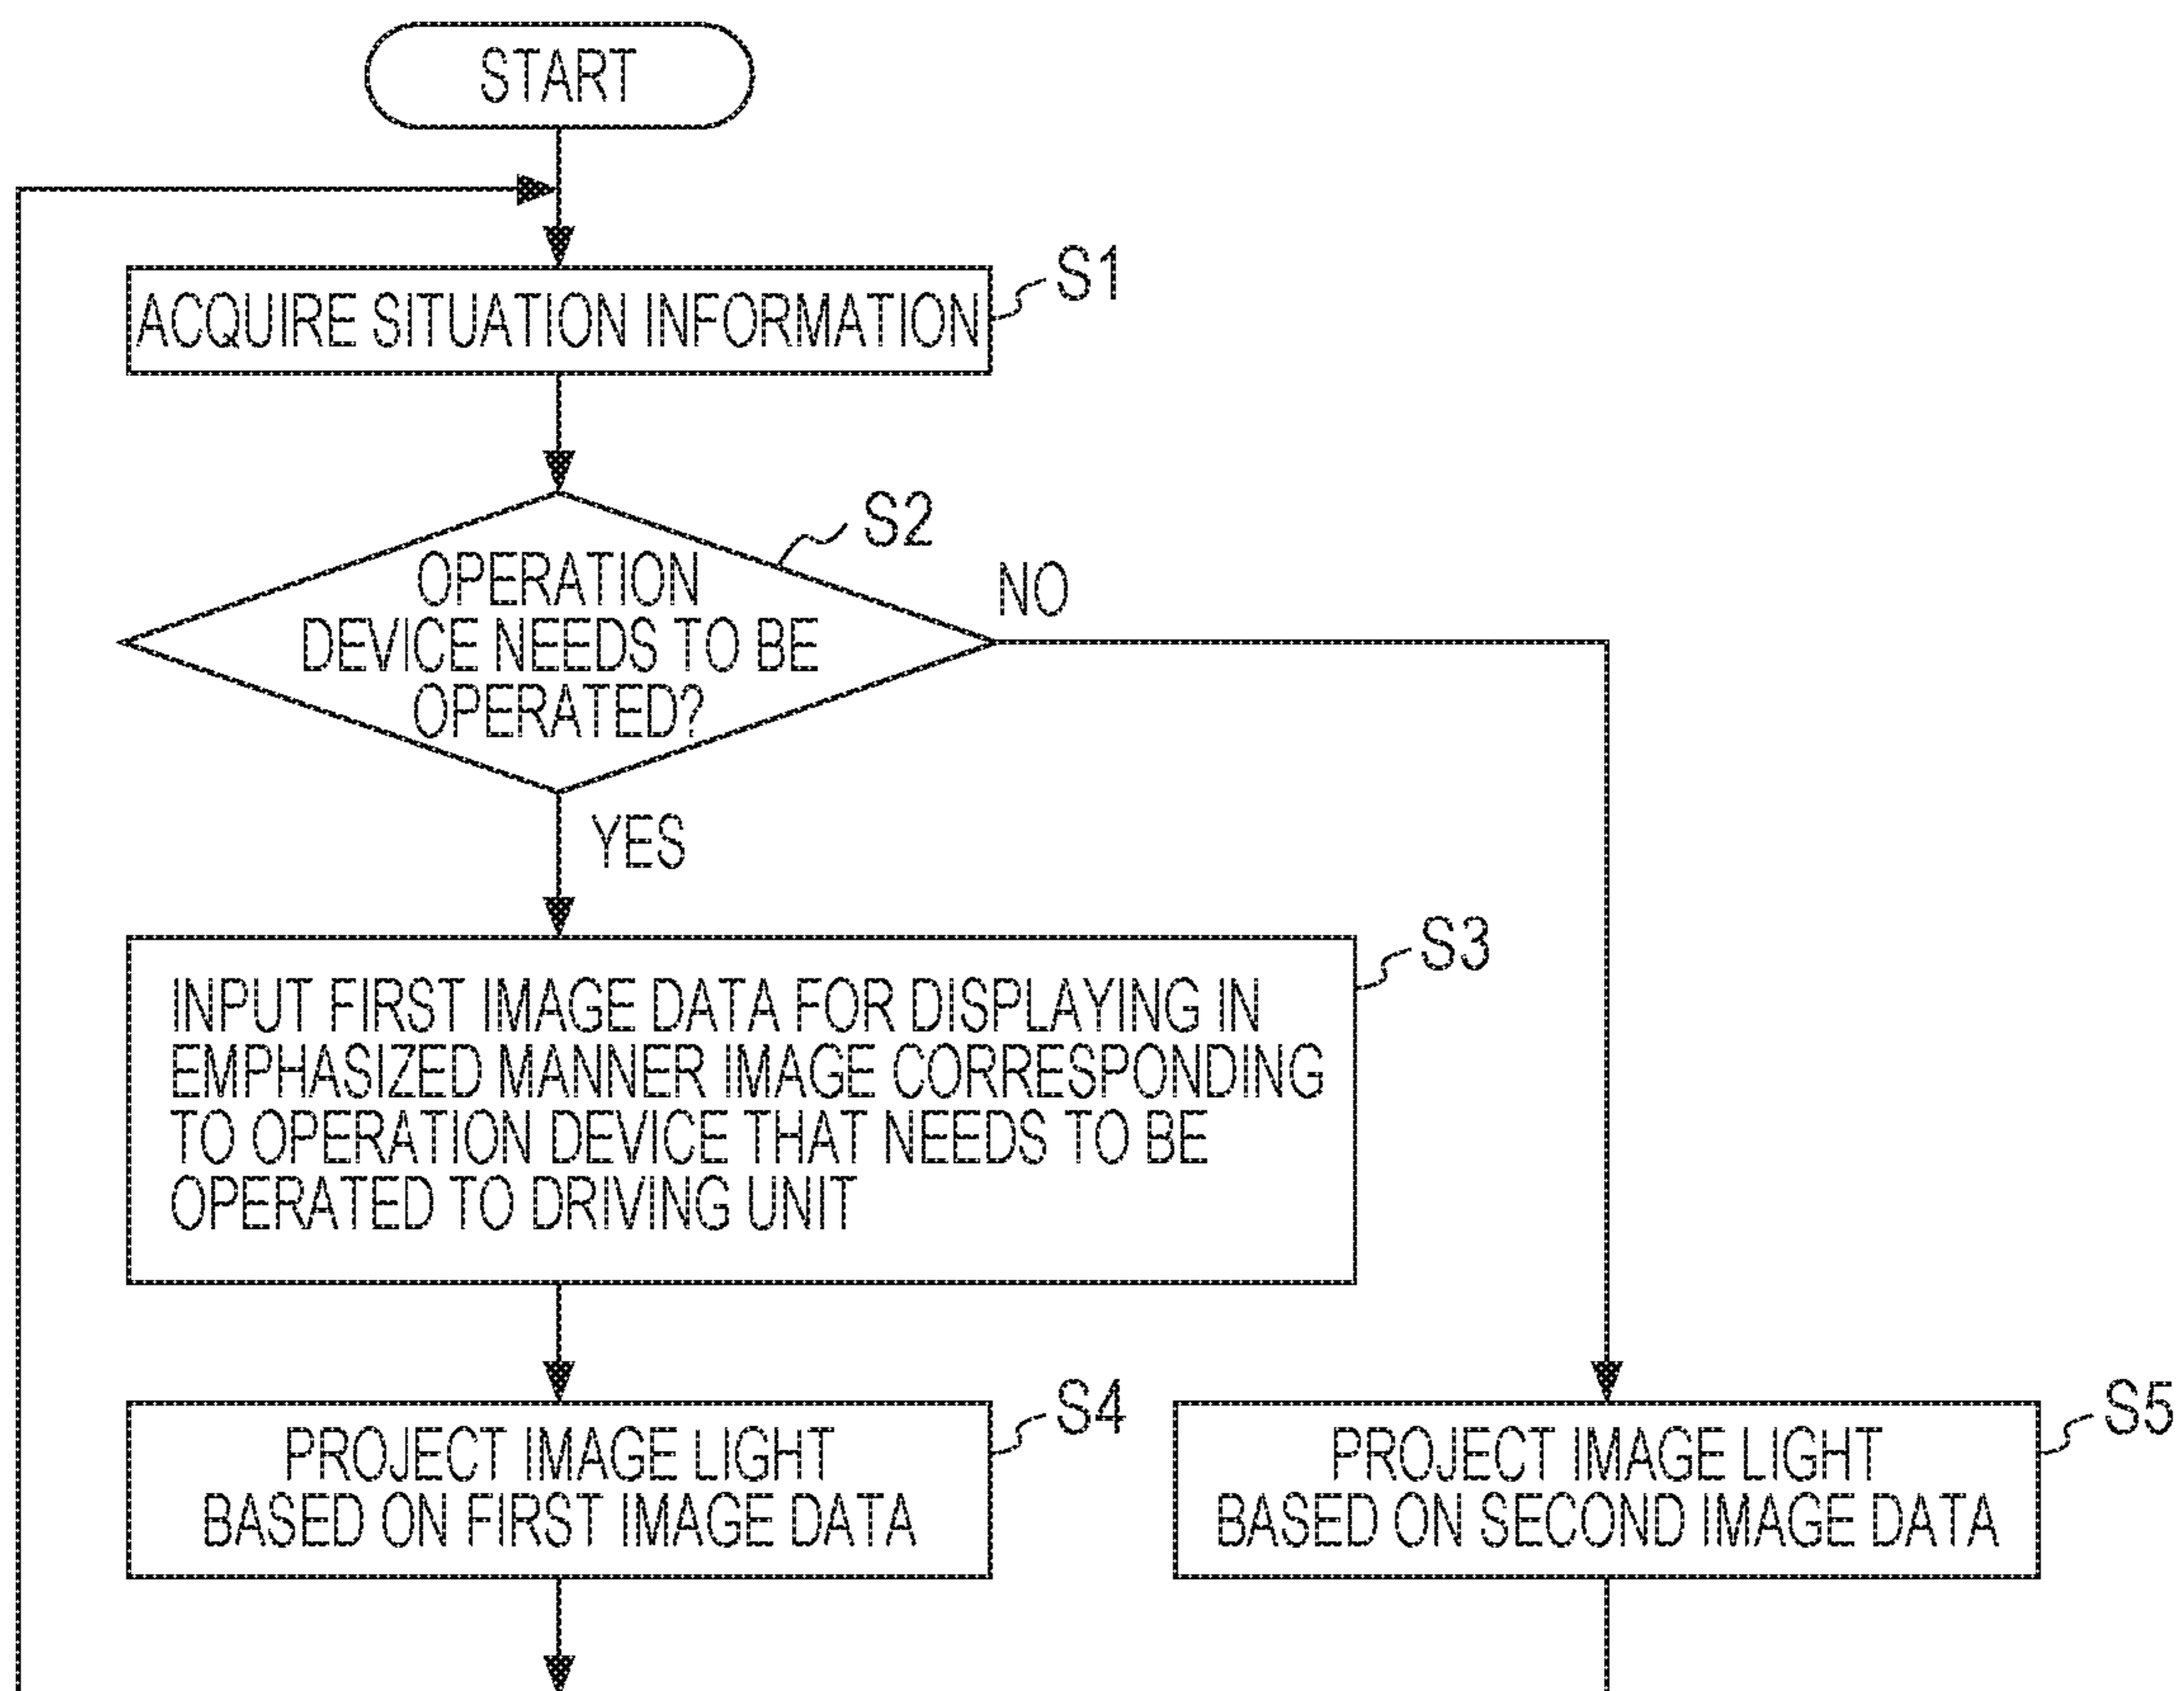 START
ACQUIRE SITUATION INFORMATION
S1
S2
OPERATION
DEVICE NEEDS TO BE
OPERATED?
NO
YES
S3
INPUT FIRST IMAGE DATA FOR DISPLAYING IN
EMPHASIZED MANNER IMAGE CORRESPONDING
TO OPERATION DEVICE THAT NEEDS TO BE
OPERATED TO DRIVING UNIT
S4
PROJECT IMAGE LIGHT
BASED ON FIRST IMAGE DATA
S5
PROJECT IMAGE LIGHT
BASED ON SECOND IMAGE DATA